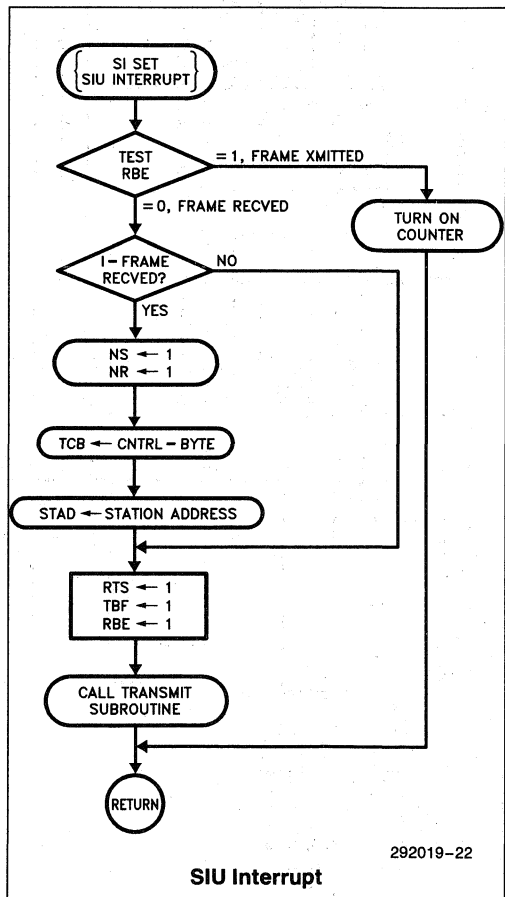 SI SET
SIU INTERRUPT
TEST
RBE
= 1, FRAME XMITTED
= 0, FRAME RECVED
TURN ON
COUNTER
I – FRAME
RECVED?
NO
YES
NS ← 1
NR ← 1
TCB ← CNTRL – BYTE
STAD ← STATION ADDRESS
RTS ← 1
TBF ← 1
RBE ← 1
CALL TRANSMIT
SUBROUTINE
RETURN
292019–22
SIU Interrupt